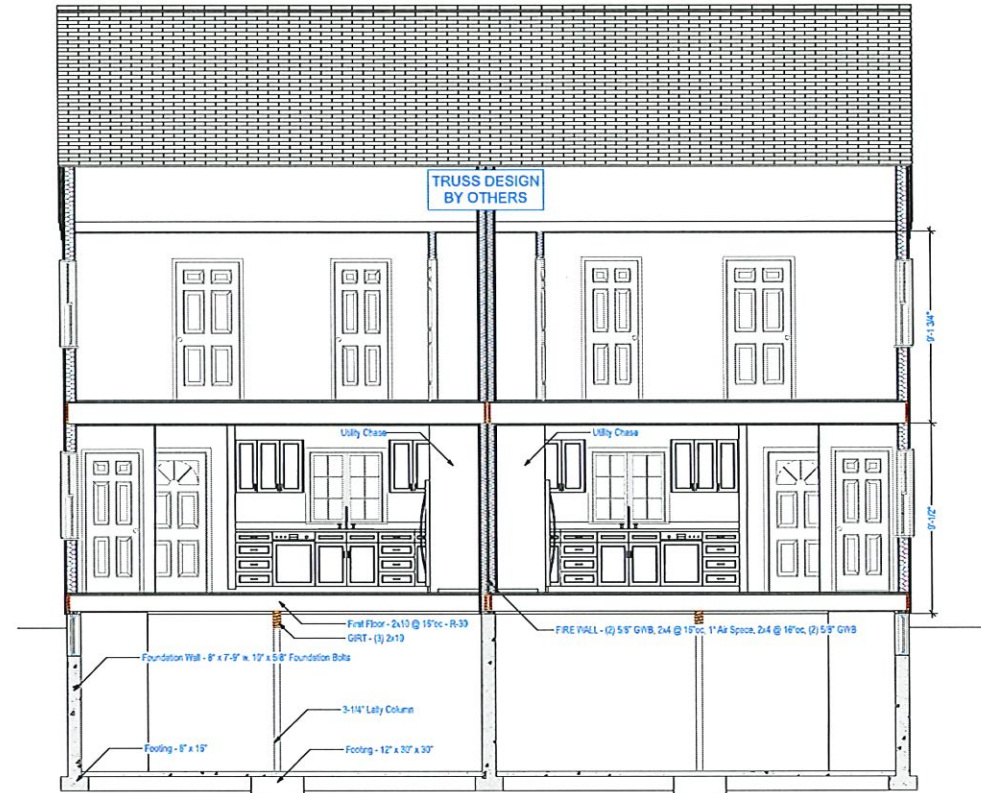 TRUSS DESIGN
BY OTHERS
9'-1 3/4"
Utility Chase
Utility Chase
9'-1/2"
First Floor - 2x10 @ 16"oc - R-30
GIRT - (3) 2x10
FIRE WALL - (2) 5/8" GWB, 2x4 @ 16"oc, 1" Air Space, 2x4 @ 16"oc, (2) 5/8" GWB
Foundation Wall - 8" x 7'-9" w. 10" x 5/8" Foundation Bolts
3-1/4" Lally Column
Footing - 8" x 16"
Footing - 12" x 30" x 30"